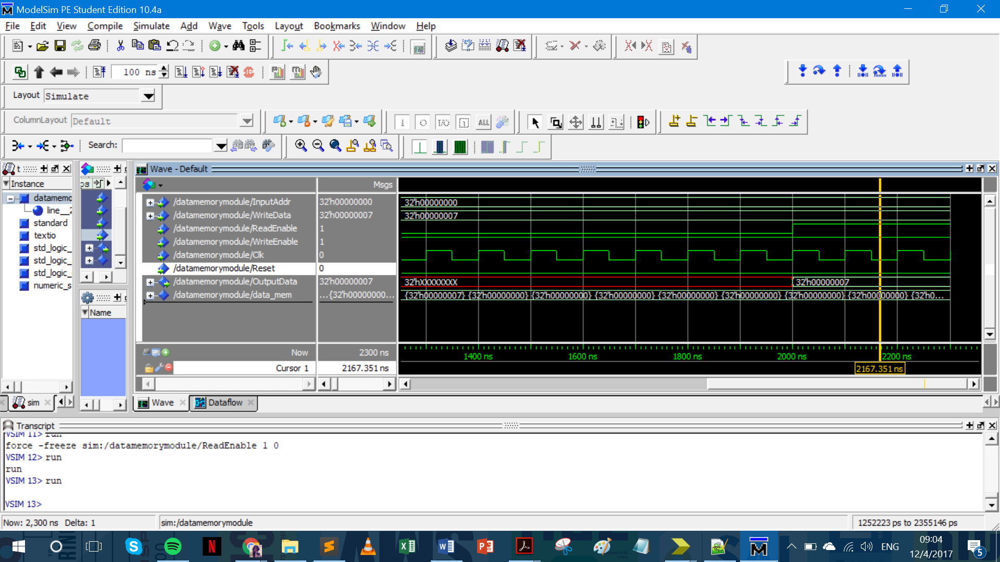 ModelSim PE Student Edition 10.4a
File Edit View Compile Simulate Add Wave Tools Layout Bookmarks Window Help
100 ns
Layout Simulate
ColumnLayout Default
ALL
Search:
Wave - Default
Instance
Msgs
datamemo
line__2
standard
textio
std_logic_
std_logic_
std_logic_
numeric_s
Name
/datamemorymodule/InputAddr 32'h00000000 32'h00000000
/datamemorymodule/WriteData 32'h00000007 32'h00000007
/datamemorymodule/ReadEnable 1
/datamemorymodule/WriteEnable 1
/datamemorymodule/Clk 0
/datamemorymodule/Reset 0
/datamemorymodule/OutputData 32'h00000007 32'hXXXXXXXX 32'h00000007
/datamemorymodule/data_mem ...{32'h00000000... {32'h00000007} {32'h00000000} {32'h00000000} {32'h00000000} {32'h00000000} {32'h00000000} {32'h00000000} {32'h00000000} {32'h0...
Now 2300 ns 1400 ns 1600 ns 1800 ns 2000 ns 2200 ns
Cursor 1 2167.351 ns 2167.351 ns
sim Wave Dataflow
Transcript
VSIM 11> run
force -freeze sim:/datamemorymodule/ReadEnable 1 0
VSIM 12> run
run
VSIM 13> run
VSIM 13>
Now: 2,300 ns Delta: 1 sim:/datamemorymodule 1252223 ps to 2355146 ps
ENG 09:04
12/4/2017
5